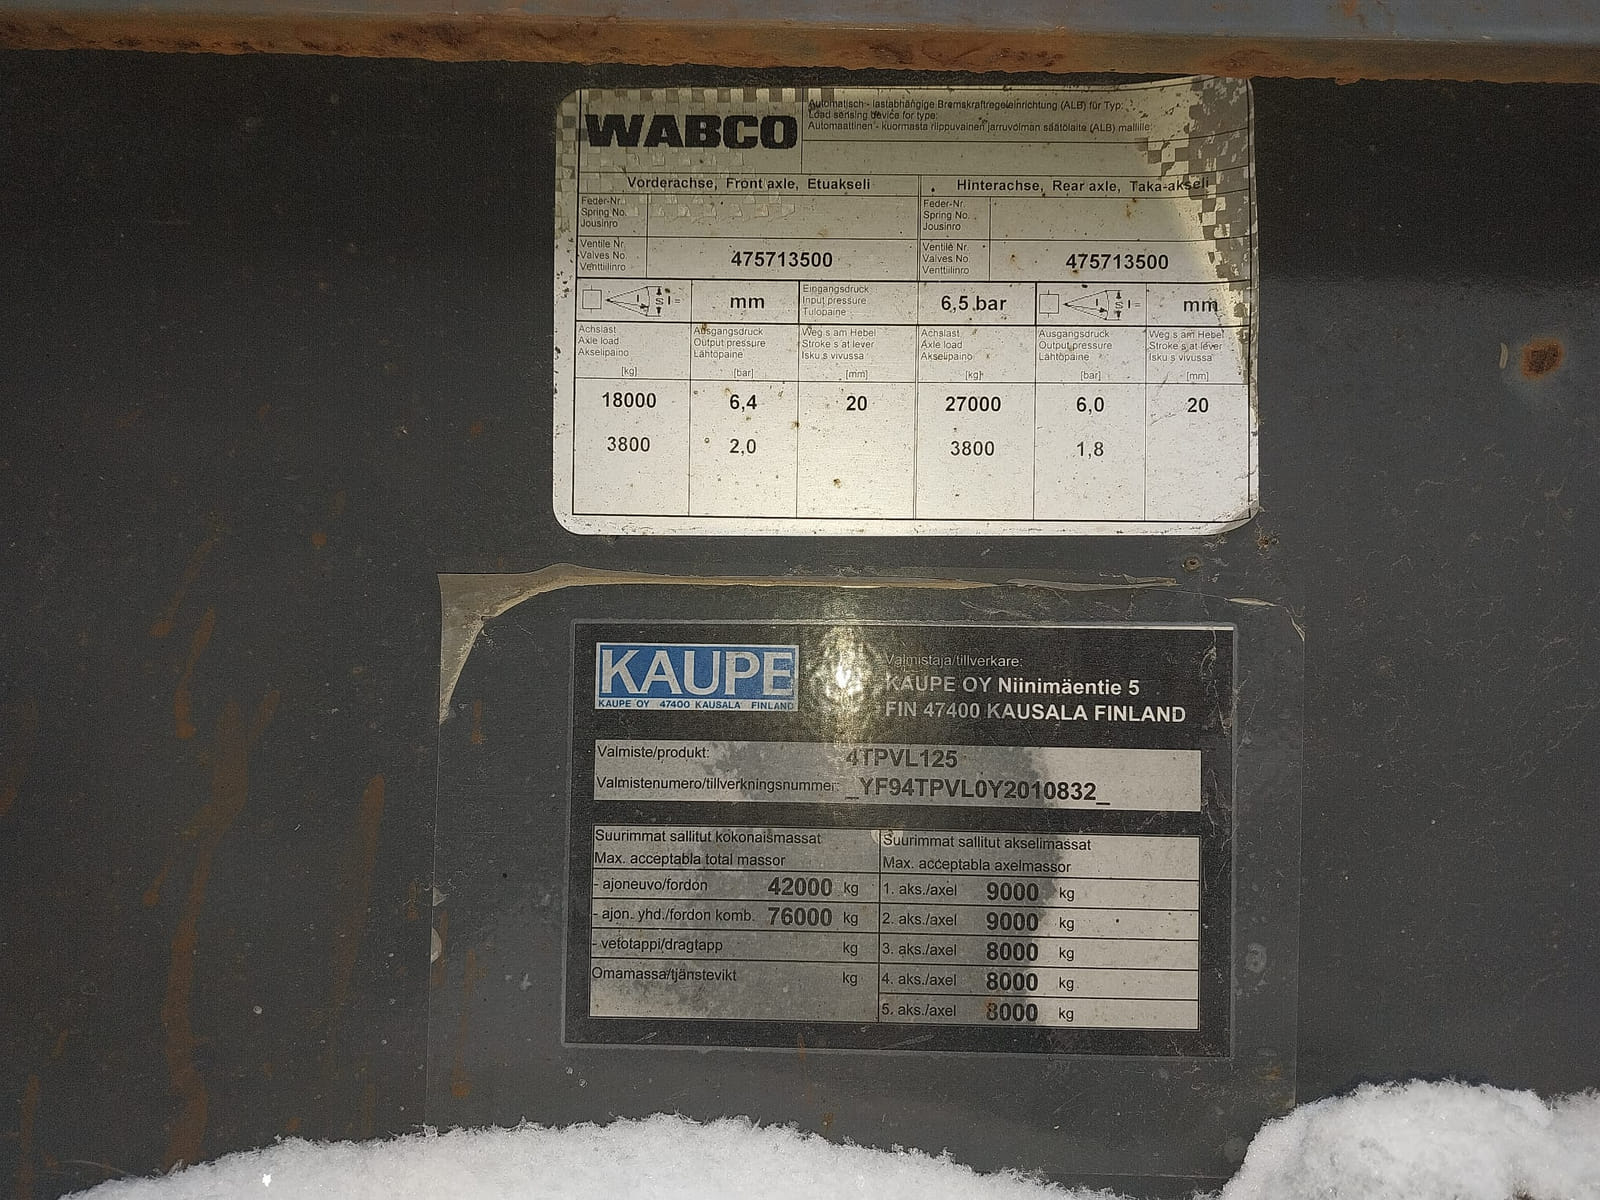 WABCO
Automatisch - lastabhängige Bremskraftregeleinrichtung (ALB) für Typ:
Load sensing device for type:
Automaattinen - kuormasta riippuvainen jarruvoiman säätölaite (ALB) mallille:
Vorderachse, Front axle, Etuakseli
Hinterachse, Rear axle, Taka-akseli
Feder-Nr.
Spring No.
Jousinro
Feder-Nr.
Spring No.
Jousinro
Ventile Nr.
Valves No.
Venttiilinro
475713500
Ventile Nr.
Valves No.
Venttiilinro
475713500
l S l =
mm
Eingangsdruck
Input pressure
Tulopaine
6,5 bar
l S l =
mm
Achslast
Axle load
Akselipaino
[kg]
Ausgangsdruck
Output pressure
Lähtöpaine
[bar]
Weg s am Hebel
Stroke s at lever
Isku s vivussa
[mm]
Achslast
Axle load
Akselipaino
[kg]
Ausgangsdruck
Output pressure
Lähtöpaine
[bar]
Weg s am Hebel
Stroke s at lever
Isku s vivussa
[mm]
18000 6,4 20 27000 6,0 20
3800 2,0 3800 1,8
KAUPE
KAUPE OY 47400 KAUSALA FINLAND
Valmistaja/tillverkare:
KAUPE OY Niinimäentie 5
FIN 47400 KAUSALA FINLAND
Valmiste/produkt: 4TPVL125
Valmistenumero/tillverkningsnummer: _YF94TPVL0Y2010832_
Suurimmat sallitut kokonaismassat
Max. acceptabla total massor
- ajoneuvo/fordon 42000 kg
- ajon. yhd./fordon komb. 76000 kg
- vetotappi/dragtapp kg
Omamassa/tjänstevikt kg
Suurimmat sallitut akselimassat
Max. acceptabla axelmassor
1. aks./axel 9000 kg
2. aks./axel 9000 kg
3. aks./axel 8000 kg
4. aks./axel 8000 kg
5. aks./axel 8000 kg